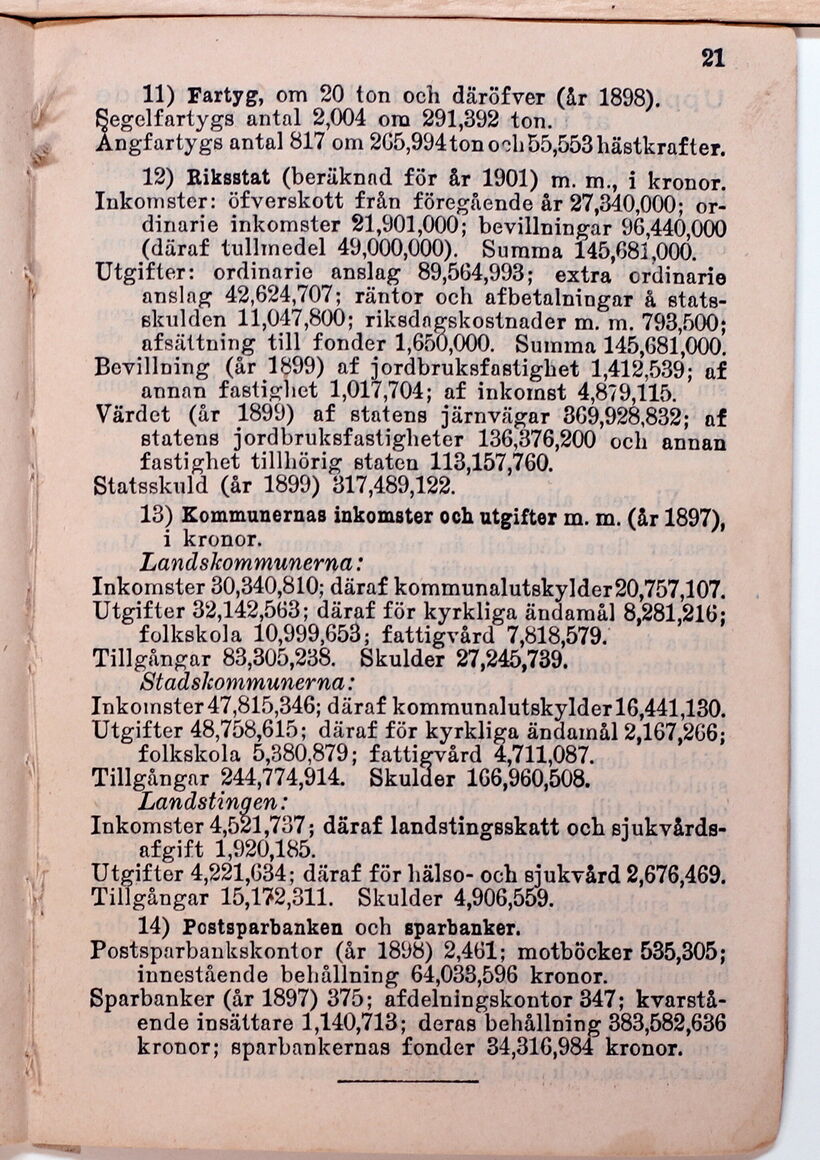 21
11) Fartyg, om 20 ton och däröfver (år 1898).
Segelfartygs antal 2,004 om 291,392 ton.
Ångfartygs antal 817 om 265,994 ton och 55,553 hästkrafter.
12) Riksstat (beräknad för år 1901) m. m., i kronor.
Inkomster: öfverskott från föregående år 27,340,000; or-
dinarie inkomster 21,901,000; bevillningar 96,440,000
(däraf tullmedel 49,000,000). Summa 145,681,000.
Utgifter: ordinarie anslag 89,564,993; extra ordinarie
anslag 42,624,707; räntor och afbetalningar å stats-
skulden 11,047,800; riksdagskostnader m. m. 793,500;
afsättning till fonder 1,650,000. Summa 145,681,000.
Bevillning (år 1899) af jordbruksfastighet 1,412,539; af
annan fastighet 1,017,704; af inkomst 4,879,115.
Värdet (år 1899) af statens järnvägar 369,928,832; af
statens jordbruksfastigheter 136,376,200 och annan
fastighet tillhörig staten 113,157,760.
Statsskuld (år 1899) 317,489,122.
13) Kommunernas inkomster och utgifter m. m. (år 1897),
i kronor.
Landskommunerna:
Inkomster 30,340,810; däraf kommunalutskylder 20,757,107.
Utgifter 32,142,563; däraf för kyrkliga ändamål 8,281,216;
folkskola 10,999,653; fattigvård 7,818,579.
Tillgångar 83,305,238. Skulder 27,245,739.
Stadskommunerna:
Inkomster 47,815,346; däraf kommunalutskylder 16,441,130.
Utgifter 48,758,615; däraf för kyrkliga ändamål 2,167,266;
folkskola 5,380,879; fattigvård 4,711,087.
Tillgångar 244,774,914. Skulder 166,960,508.
Landstingen:
Inkomster 4,521,737; däraf landstingsskatt och sjukvårds-
afgift 1,920,185.
Utgifter 4,221,634; däraf för hälso- och sjukvård 2,676,469.
Tillgångar 15,172,311. Skulder 4,906,559.
14) Postsparbanken och sparbanker.
Postsparbankskontor (år 1898) 2,461; motböcker 535,305;
innestående behållning 64,033,596 kronor.
Sparbanker (år 1897) 375; afdelningskontor 347; kvarstå-
ende insättare 1,140,713; deras behållning 383,582,636
kronor; sparbankernas fonder 34,316,984 kronor.